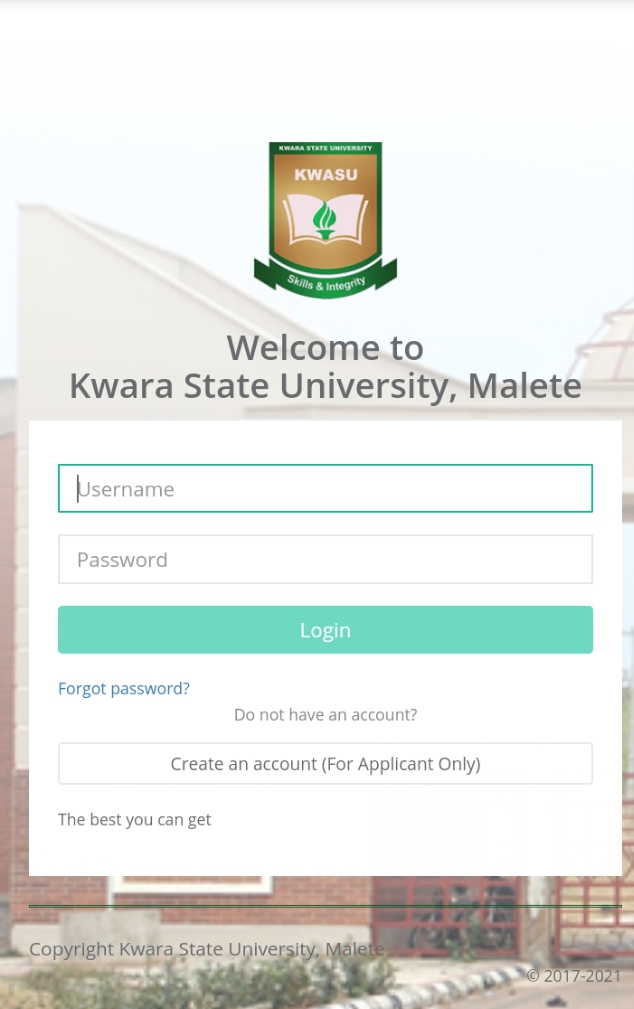 KWARA STATE UNIVERSITY
KWASU
Skills & Integrity
Welcome to
Kwara State University, Malete
Username
Password
Login
Forgot password?
Do not have an account?
Create an account (For Applicant Only)
The best you can get
Copyright Kwara State University, Malete
© 2017-2021